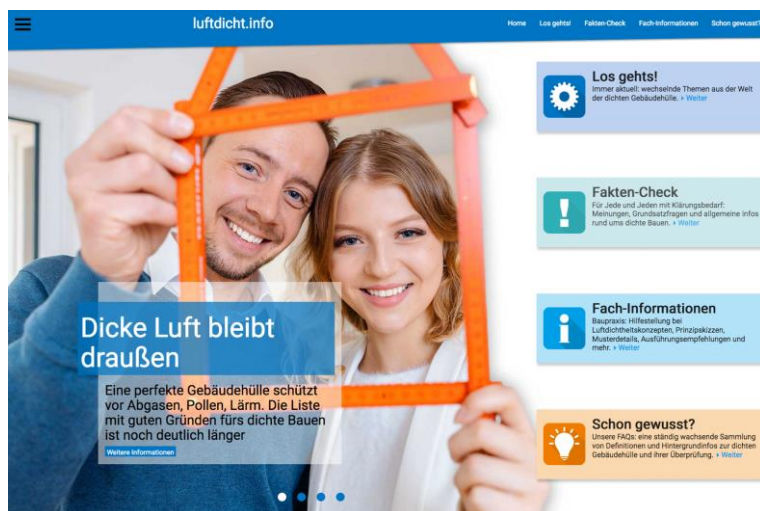 luftdicht.info
Home Los gehts! Fakten-Check Fach-Informationen Schon gewusst?
Dicke Luft bleibt
draußen
Eine perfekte Gebäudehülle schützt
vor Abgasen, Pollen, Lärm. Die Liste
mit guten Gründen fürs dichte Bauen
ist noch deutlich länger
Weitere Informationen
Los gehts!
Immer aktuell: wechselnde Themen aus der Welt
der dichten Gebäudehülle. › Weiter
Fakten-Check
Für Jede und Jeden mit Klärungsbedarf:
Meinungen, Grundsatzfragen und allgemeine Infos
rund ums dichte Bauen. › Weiter
Fach-Informationen
Baupraxis: Hilfestellung bei
Luftdichtheitskonzepten, Prinzipskizzen,
Musterdetails, Ausführungsempfehlungen und
mehr. › Weiter
Schon gewusst?
Unsere FAQs: eine ständig wachsende Sammlung
von Definitionen und Hintergrundinfos zur dichten
Gebäudehülle und ihrer Überprüfung. › Weiter